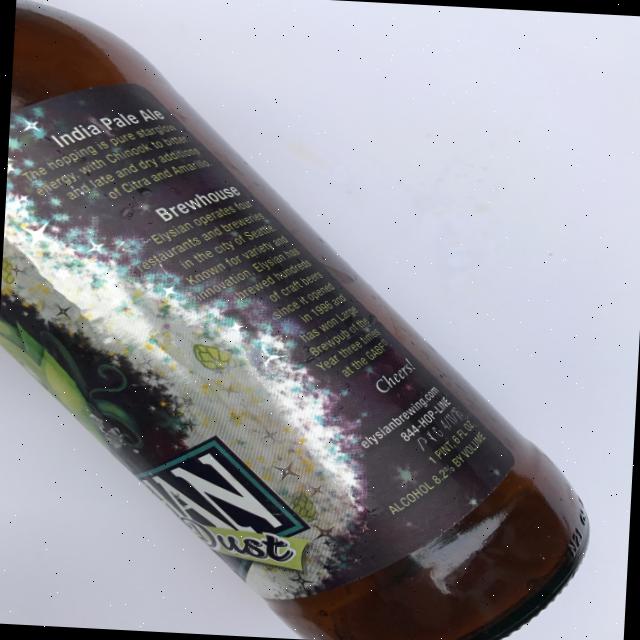 India Pale Ale
The hopping is pure stargion
energy, with Chinook to bitter
and late and dry additions
of Citra and Amarillo
Brewhouse
Elysian operates four
restaurants and breweries
in the city of Seattle
Known for variety and
innovation, Elysian has
brewed hundreds
of craft beers
since it opened
in 1996 and
has won Large
Brewpub of the
Year three times
at the GABF
Cheers!
elysianbrewing.com
844-HOP-LINE
1 PINT, 6 FL OZ
ALCOHOL 8.2% BY VOLUME
AN
Dust